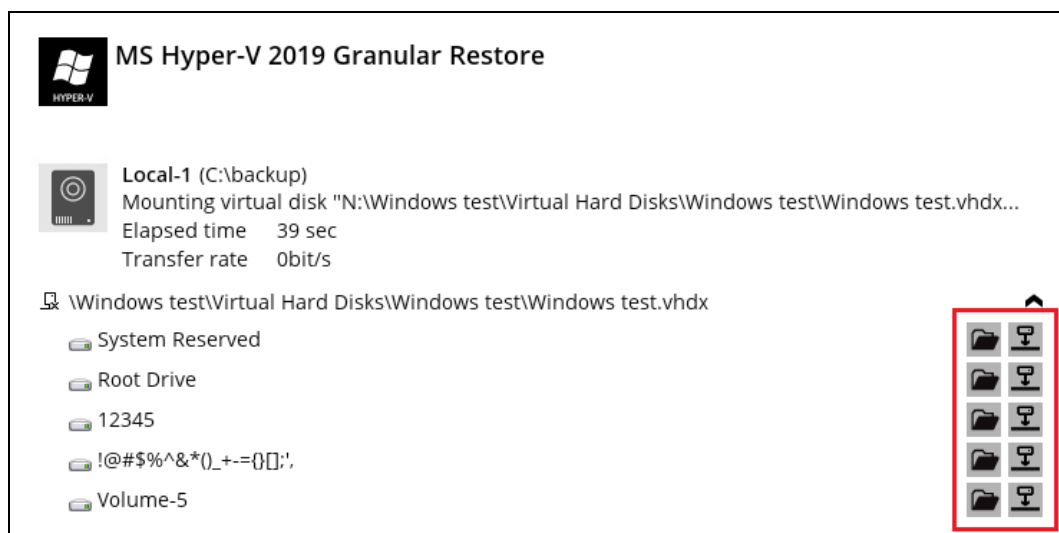 MS Hyper-V 2019 Granular Restore
HYPER-V
Local-1 (C:\backup)
Mounting virtual disk "N:\Windows test\Virtual Hard Disks\Windows test\Windows test.vhdx...
Elapsed time 39 sec
Transfer rate 0bit/s
\Windows test\Virtual Hard Disks\Windows test\Windows test.vhdx
System Reserved
Root Drive
12345
!@#$%^&*()_+-={}[];',
Volume-5